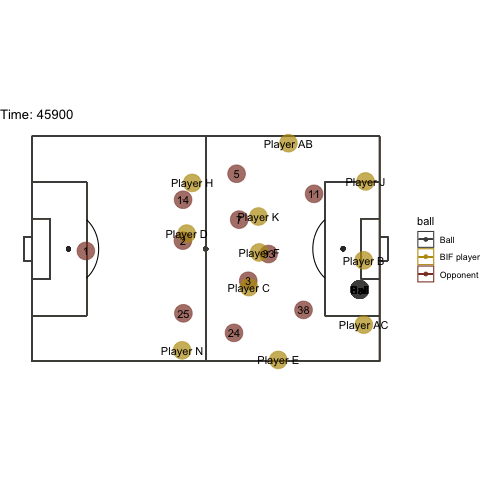 Time: 45900
Player AB
5
Player H
Player J
11
14
7
Player K
Player D
2
1
Player F
33
Player B
3
Player C
Ball
38
25
Player AC
24
Player N
Player E
ball
Ball
BIF player
Opponent